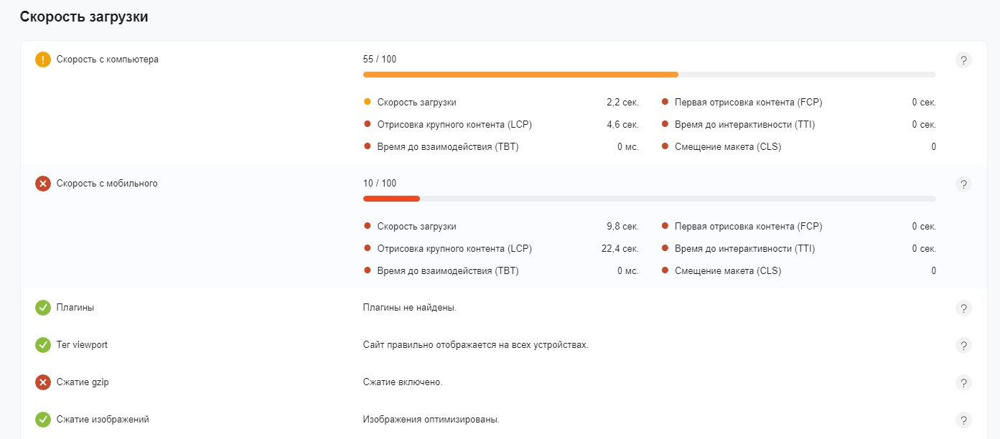 Скорость загрузки
! Скорость с компьютера 55 / 100 ?
Скорость загрузки 2,2 сек. Первая отрисовка контента (FCP) 0 сек.
Отрисовка крупного контента (LCP) 4,6 сек. Время до интерактивности (TTI) 0 сек.
Время до взаимодействия (TBT) 0 мс. Смещение макета (CLS) 0
Скорость с мобильного 10 / 100 ?
Скорость загрузки 9,8 сек. Первая отрисовка контента (FCP) 0 сек.
Отрисовка крупного контента (LCP) 22,4 сек. Время до интерактивности (TTI) 0 сек.
Время до взаимодействия (TBT) 0 мс. Смещение макета (CLS) 0
Плагины Плагины не найдены. ?
Тег viewport Сайт правильно отображается на всех устройствах. ?
Сжатие gzip Сжатие включено. ?
Сжатие изображений Изображения оптимизированы. ?